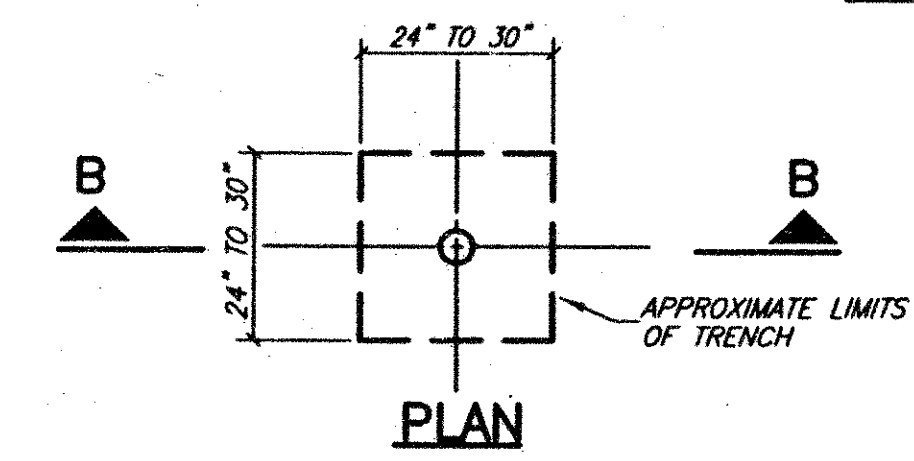 24" TO 30"
B
B
24" TO 30"
APPROXIMATE LIMITS
OF TRENCH
PLAN